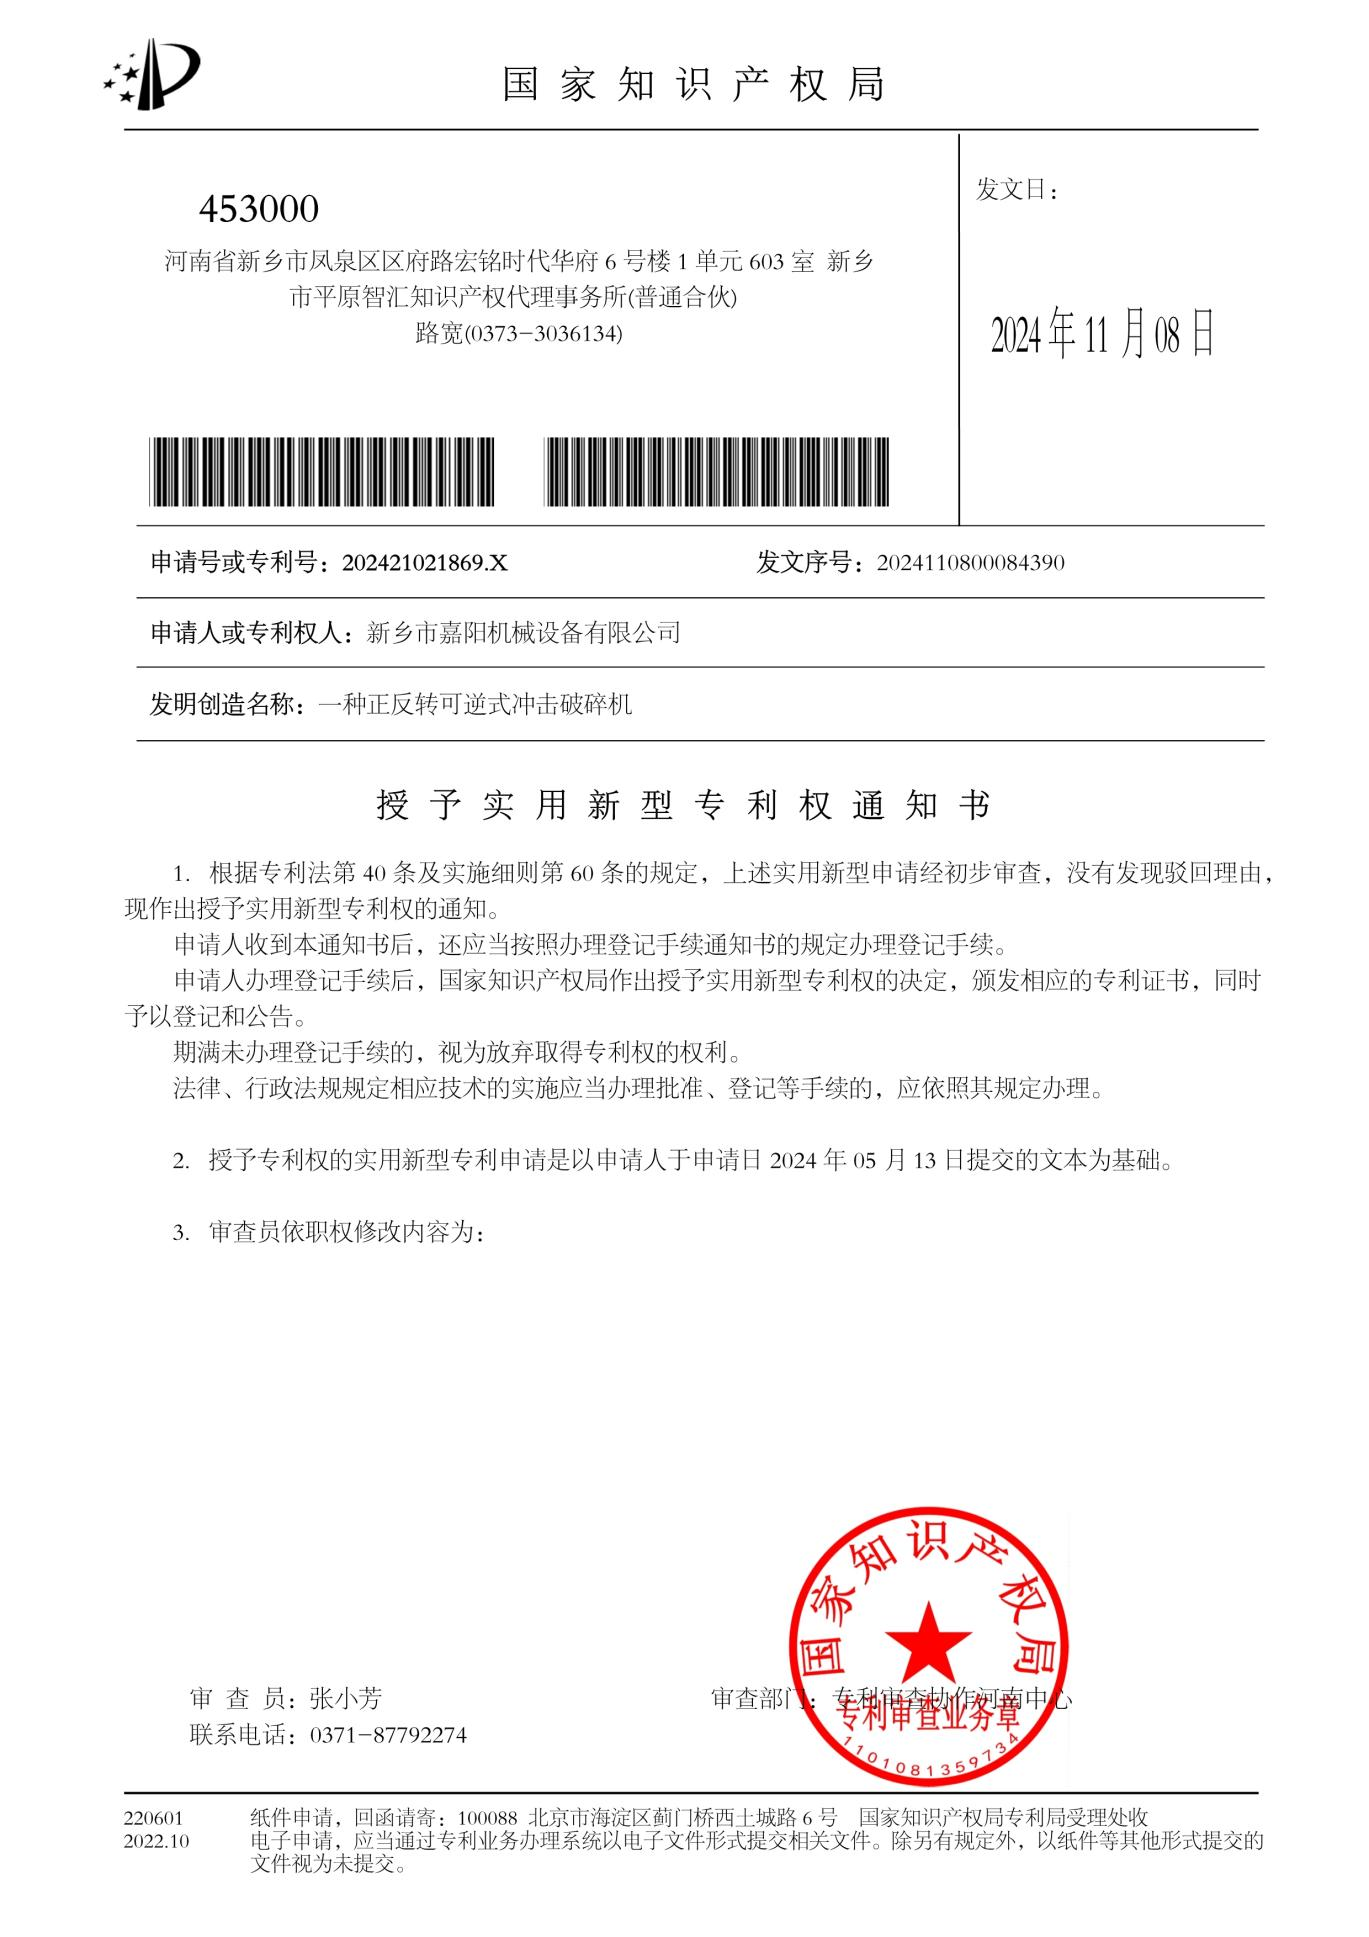 国家知识产权局
453000
发文日：
河南省新乡市凤泉区区府路宏铭时代华府 6 号楼 1 单元 603 室 新乡
市平原智汇知识产权代理事务所(普通合伙)
路宽(0373-3036134)
2024 年 11 月 08 日
申请号或专利号：202421021869.X 发文序号：2024110800084390
申请人或专利权人：新乡市嘉阳机械设备有限公司
发明创造名称：一种正反转可逆式冲击破碎机
授予实用新型专利权通知书
1. 根据专利法第 40 条及实施细则第 60 条的规定，上述实用新型申请经初步审查，没有发现驳回理由，
现作出授予实用新型专利权的通知。
申请人收到本通知书后，还应当按照办理登记手续通知书的规定办理登记手续。
申请人办理登记手续后，国家知识产权局作出授予实用新型专利权的决定，颁发相应的专利证书，同时
予以登记和公告。
期满未办理登记手续的，视为放弃取得专利权的权利。
法律、行政法规规定相应技术的实施应当办理批准、登记等手续的，应依照其规定办理。
2. 授予专利权的实用新型专利申请是以申请人于申请日 2024 年 05 月 13 日提交的文本为基础。
3. 审查员依职权修改内容为：
国家知识产权局
审 查 员：张小芳 审查部门：专利审查协作河南中心
专利审查业务章
联系电话：0371-87792274
1101081359734
220601 纸件申请，回函请寄：100088 北京市海淀区蓟门桥西土城路 6 号 国家知识产权局专利局受理处收
2022.10 电子申请，应当通过专利业务办理系统以电子文件形式提交相关文件。除另有规定外，以纸件等其他形式提交的
文件视为未提交。